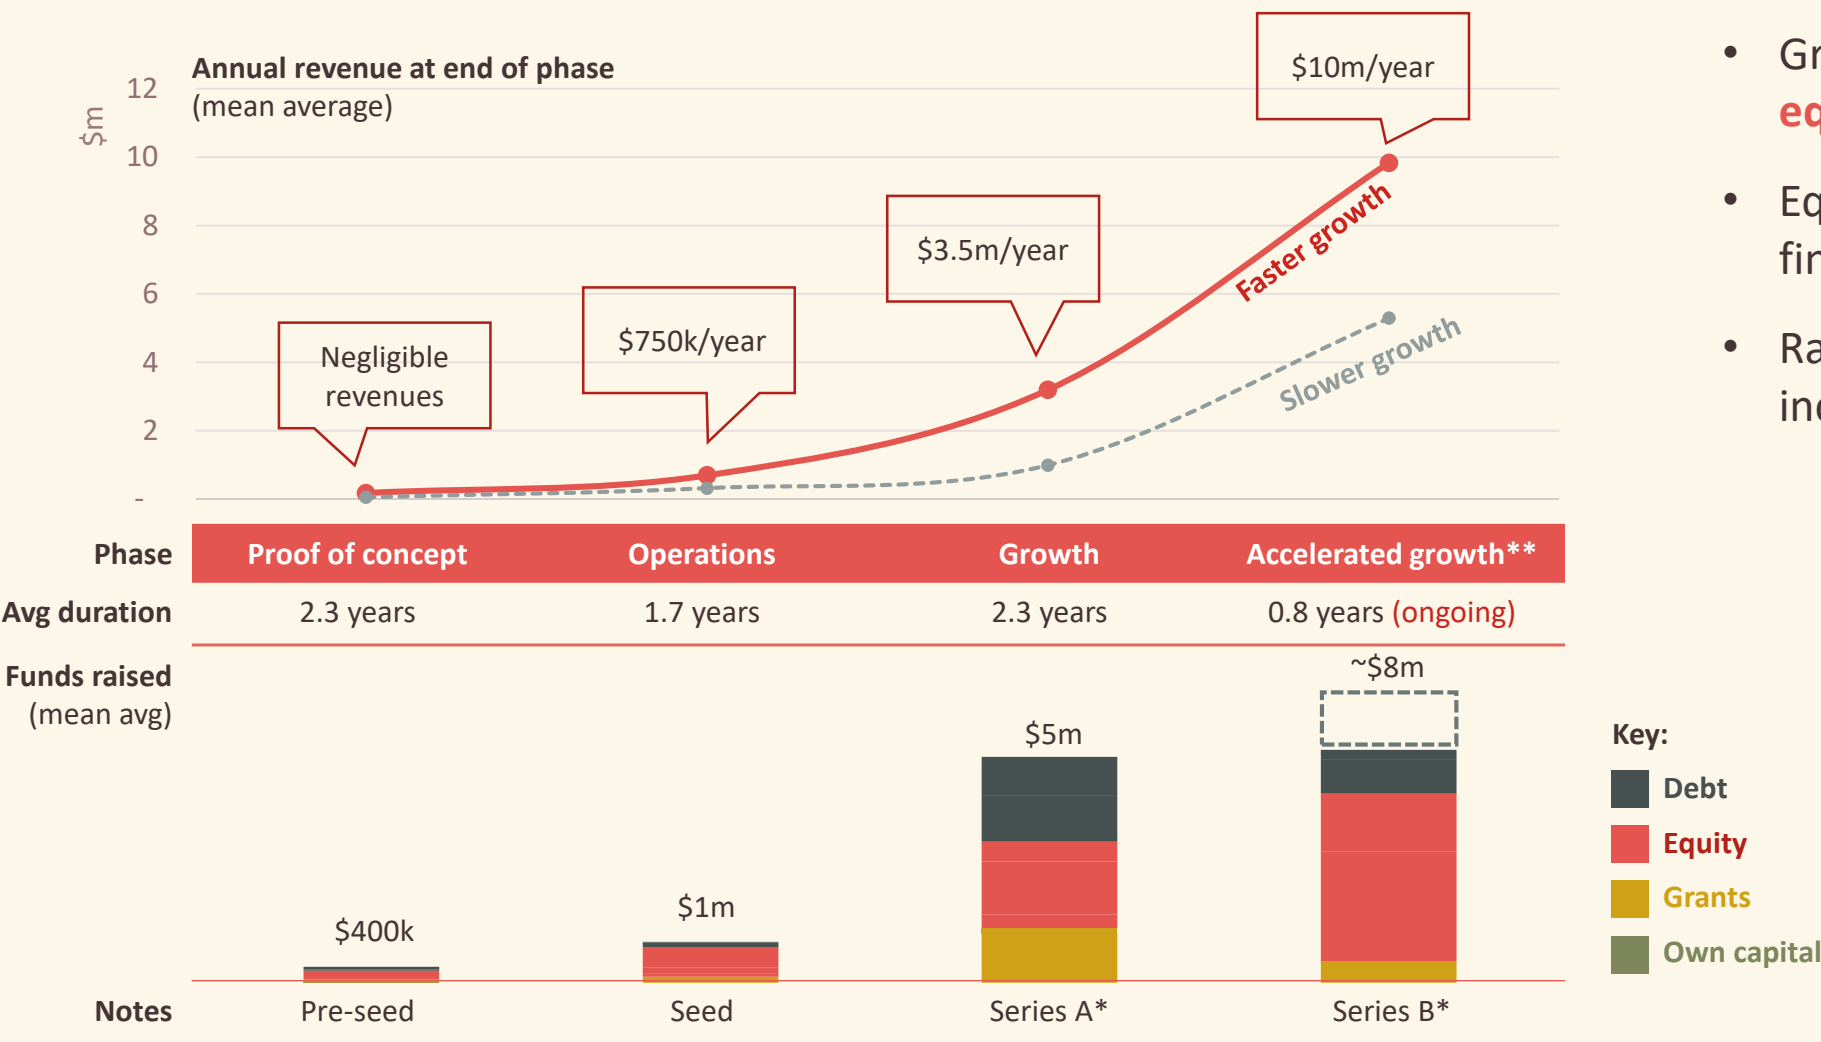 Annual revenue at end of phase
(mean average)
$m
12
10
8
6
4
2
-
Negligible
revenues
$750k/year
$3.5m/year
$10m/year
Faster growth
Slower growth
Phase
Proof of concept
Operations
Growth
Accelerated growth**
Avg duration
2.3 years
1.7 years
2.3 years
0.8 years (ongoing)
Funds raised
(mean avg)
$400k
$1m
$5m
~$8m
Key:
Debt
Equity
Grants
Own capital
Notes
Pre-seed
Seed
Series A*
Series B*